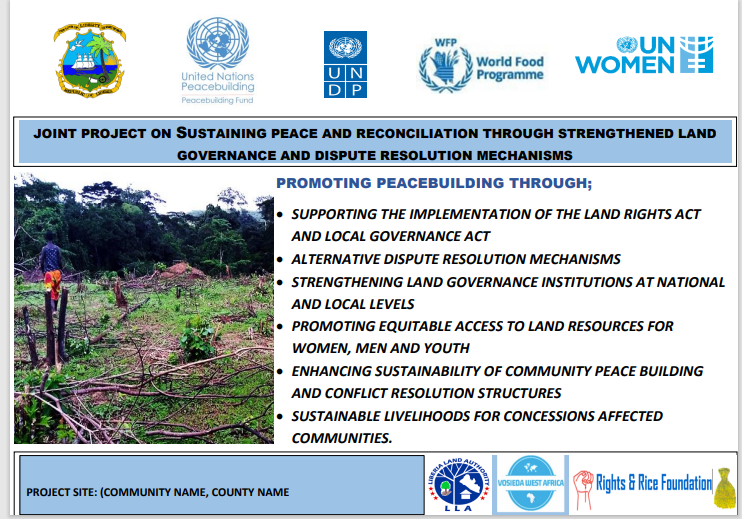 United Nations
Peacebuilding
Peacebuilding Fund
U N
D P
WFP
World Food
Programme
UN
WOMEN
JOINT PROJECT ON SUSTAINING PEACE AND RECONCILIATION THROUGH STRENGTHENED LAND
GOVERNANCE AND DISPUTE RESOLUTION MECHANISMS
PROMOTING PEACEBUILDING THROUGH;
• SUPPORTING THE IMPLEMENTATION OF THE LAND RIGHTS ACT
AND LOCAL GOVERNANCE ACT
• ALTERNATIVE DISPUTE RESOLUTION MECHANISMS
• STRENGTHENING LAND GOVERNANCE INSTITUTIONS AT NATIONAL
AND LOCAL LEVELS
• PROMOTING EQUITABLE ACCESS TO LAND RESOURCES FOR
WOMEN, MEN AND YOUTH
• ENHANCING SUSTAINABILITY OF COMMUNITY PEACE BUILDING
AND CONFLICT RESOLUTION STRUCTURES
• SUSTAINABLE LIVELIHOODS FOR CONCESSIONS AFFECTED
COMMUNITIES.
PROJECT SITE: (COMMUNITY NAME, COUNTY NAME
LIBERIA LAND AUTHORITY
LLA
VOSIEDA WEST AFRICA
Rights & Rice Foundation